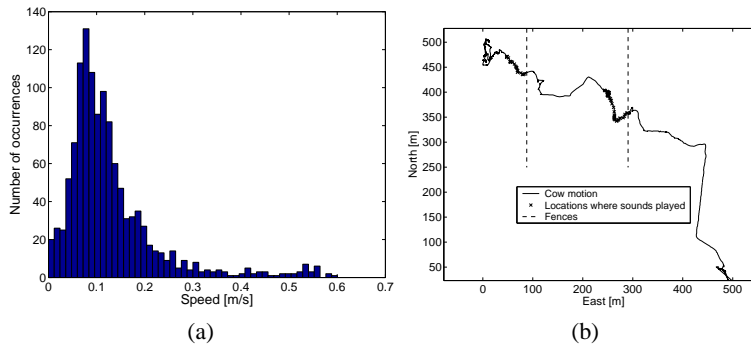 140
120
100
80
60
40
20
0
Number of occurrences
0 0.1 0.2 0.3 0.4 0.5 0.6 0.7
Speed [m/s]
(a)
500
450
400
350
300
250
200
150
100
50
North [m]
Cow motion
Locations where sounds played
Fences
0 100 200 300 400 500
East [m]
(b)